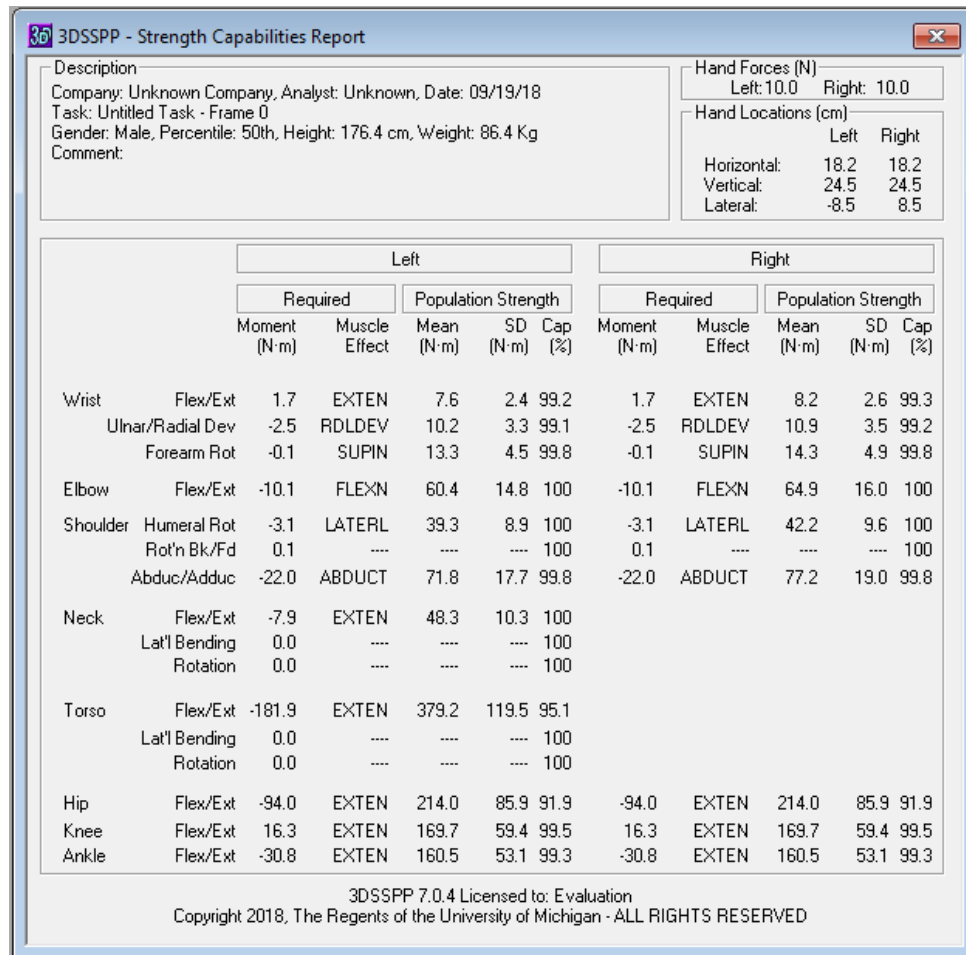 3D 3DSSPP - Strength Capabilities Report
Description
Company: Unknown Company, Analyst: Unknown, Date: 09/19/18
Task: Untitled Task - Frame 0
Gender: Male, Percentile: 50th, Height: 176.4 cm, Weight: 86.4 Kg
Comment:
Hand Forces (N)
Left: 10.0 Right: 10.0
Hand Locations (cm)
Left Right
Horizontal: 18.2 18.2
Vertical: 24.5 24.5
Lateral: -8.5 8.5
Left Right
Required Population Strength Required Population Strength
Moment Muscle Mean SD Cap Moment Muscle Mean SD Cap
(N·m) Effect (N·m) (N·m) (%) (N·m) Effect (N·m) (N·m) (%)
Wrist Flex/Ext 1.7 EXTEN 7.6 2.4 99.2 1.7 EXTEN 8.2 2.6 99.3
Ulnar/Radial Dev -2.5 RDLDEV 10.2 3.3 99.1 -2.5 RDLDEV 10.9 3.5 99.2
Forearm Rot -0.1 SUPIN 13.3 4.5 99.8 -0.1 SUPIN 14.3 4.9 99.8
Elbow Flex/Ext -10.1 FLEXN 60.4 14.8 100 -10.1 FLEXN 64.9 16.0 100
Shoulder Humeral Rot -3.1 LATERL 39.3 8.9 100 -3.1 LATERL 42.2 9.6 100
Rot'n Bk/Fd 0.1 ---- ---- ---- 100 0.1 ---- ---- ---- 100
Abduc/Adduc -22.0 ABDUCT 71.8 17.7 99.8 -22.0 ABDUCT 77.2 19.0 99.8
Neck Flex/Ext -7.9 EXTEN 48.3 10.3 100
Lat'l Bending 0.0 ---- ---- ---- 100
Rotation 0.0 ---- ---- ---- 100
Torso Flex/Ext -181.9 EXTEN 379.2 119.5 95.1
Lat'l Bending 0.0 ---- ---- ---- 100
Rotation 0.0 ---- ---- ---- 100
Hip Flex/Ext -94.0 EXTEN 214.0 85.9 91.9 -94.0 EXTEN 214.0 85.9 91.9
Knee Flex/Ext 16.3 EXTEN 169.7 59.4 99.5 16.3 EXTEN 169.7 59.4 99.5
Ankle Flex/Ext -30.8 EXTEN 160.5 53.1 99.3 -30.8 EXTEN 160.5 53.1 99.3
3DSSPP 7.0.4 Licensed to: Evaluation
Copyright 2018, The Regents of the University of Michigan - ALL RIGHTS RESERVED